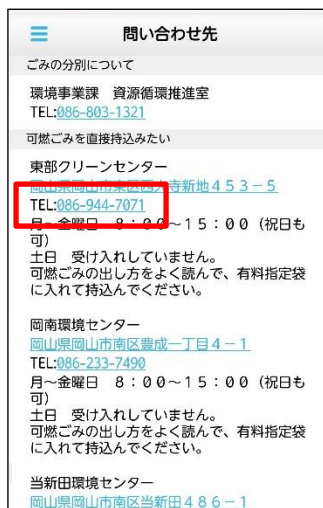 問い合わせ先
ごみの分別について
環境事業課　資源循環推進室
TEL:086-803-1321
可燃ごみを直接持込みたい
東部クリーンセンター
岡山県岡山市東区西大寺新地４５３－５
TEL:086-944-7071
月～金曜日　８：００～１５：００（祝日も
可）
土日　受け入れしていません。
可燃ごみの出し方をよく読んで、有料指定袋
に入れて持込んでください。
岡南環境センター
岡山県岡山市南区豊成一丁目４－１
TEL:086-233-7490
月～金曜日　８：００～１５：００（祝日も
可）
土日　受け入れしていません。
可燃ごみの出し方をよく読んで、有料指定袋
に入れて持込んでください。
当新田環境センター
岡山県岡山市南区当新田４８６－１